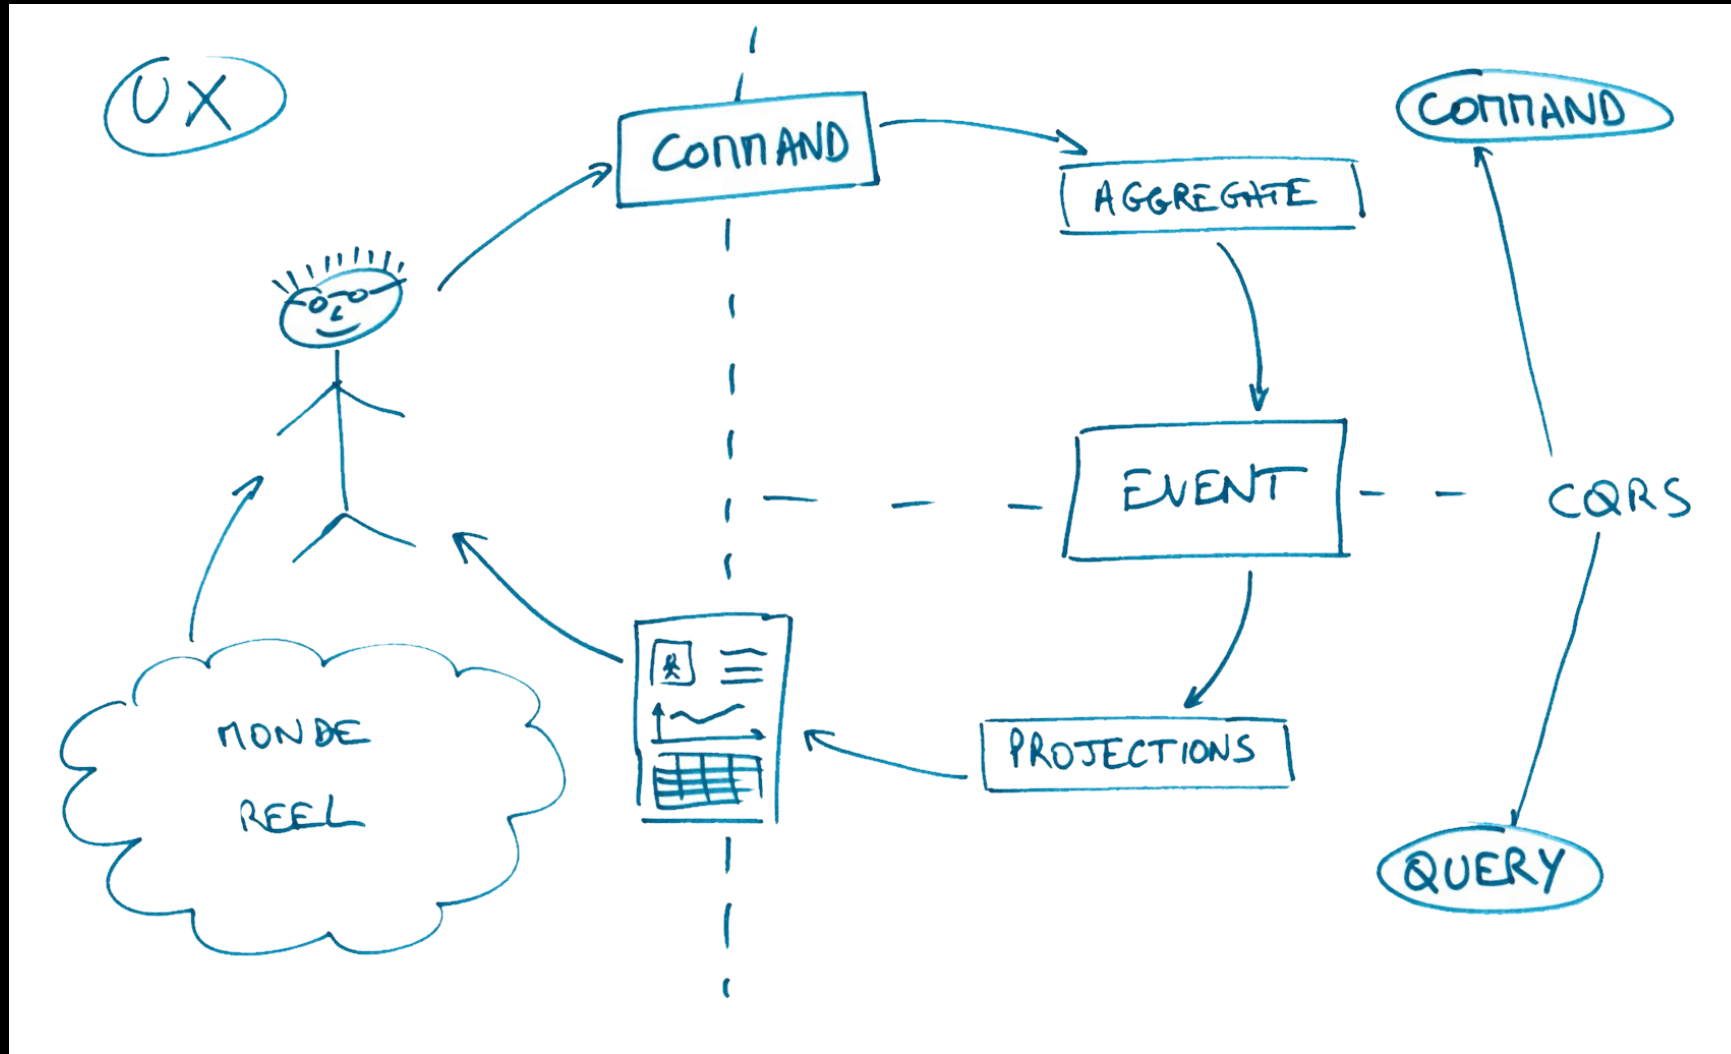 UX
COMMAND
COMMAND
AGGREGATE
EVENT
CQRS
MONDE
REEL
PROJECTIONS
QUERY